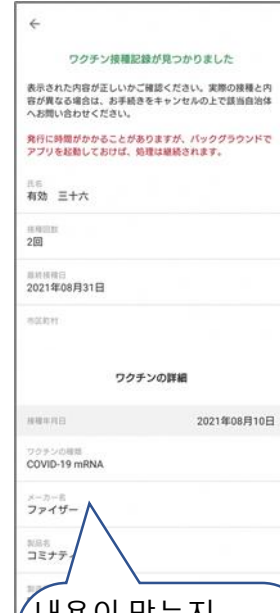 ワクチン接種記録が見つかりました
表示された内容が正しいかご確認ください。実際の接種と内
容が異なる場合は、お手続きをキャンセルの上で該当自治体
へお問い合わせください。
発行に時間がかかることがありますが、バックグラウンドで
アプリを起動しておけば、処理は継続されます。
氏名
有効 三十六
接種回数
2回
最終接種日
2021年08月31日
市区町村
ワクチンの詳細
接種年月日 2021年08月10日
ワクチンの種類
COVID-19 mRNA
メーカー名
ファイザー
製品名
コミナティ
내용이 맞는지